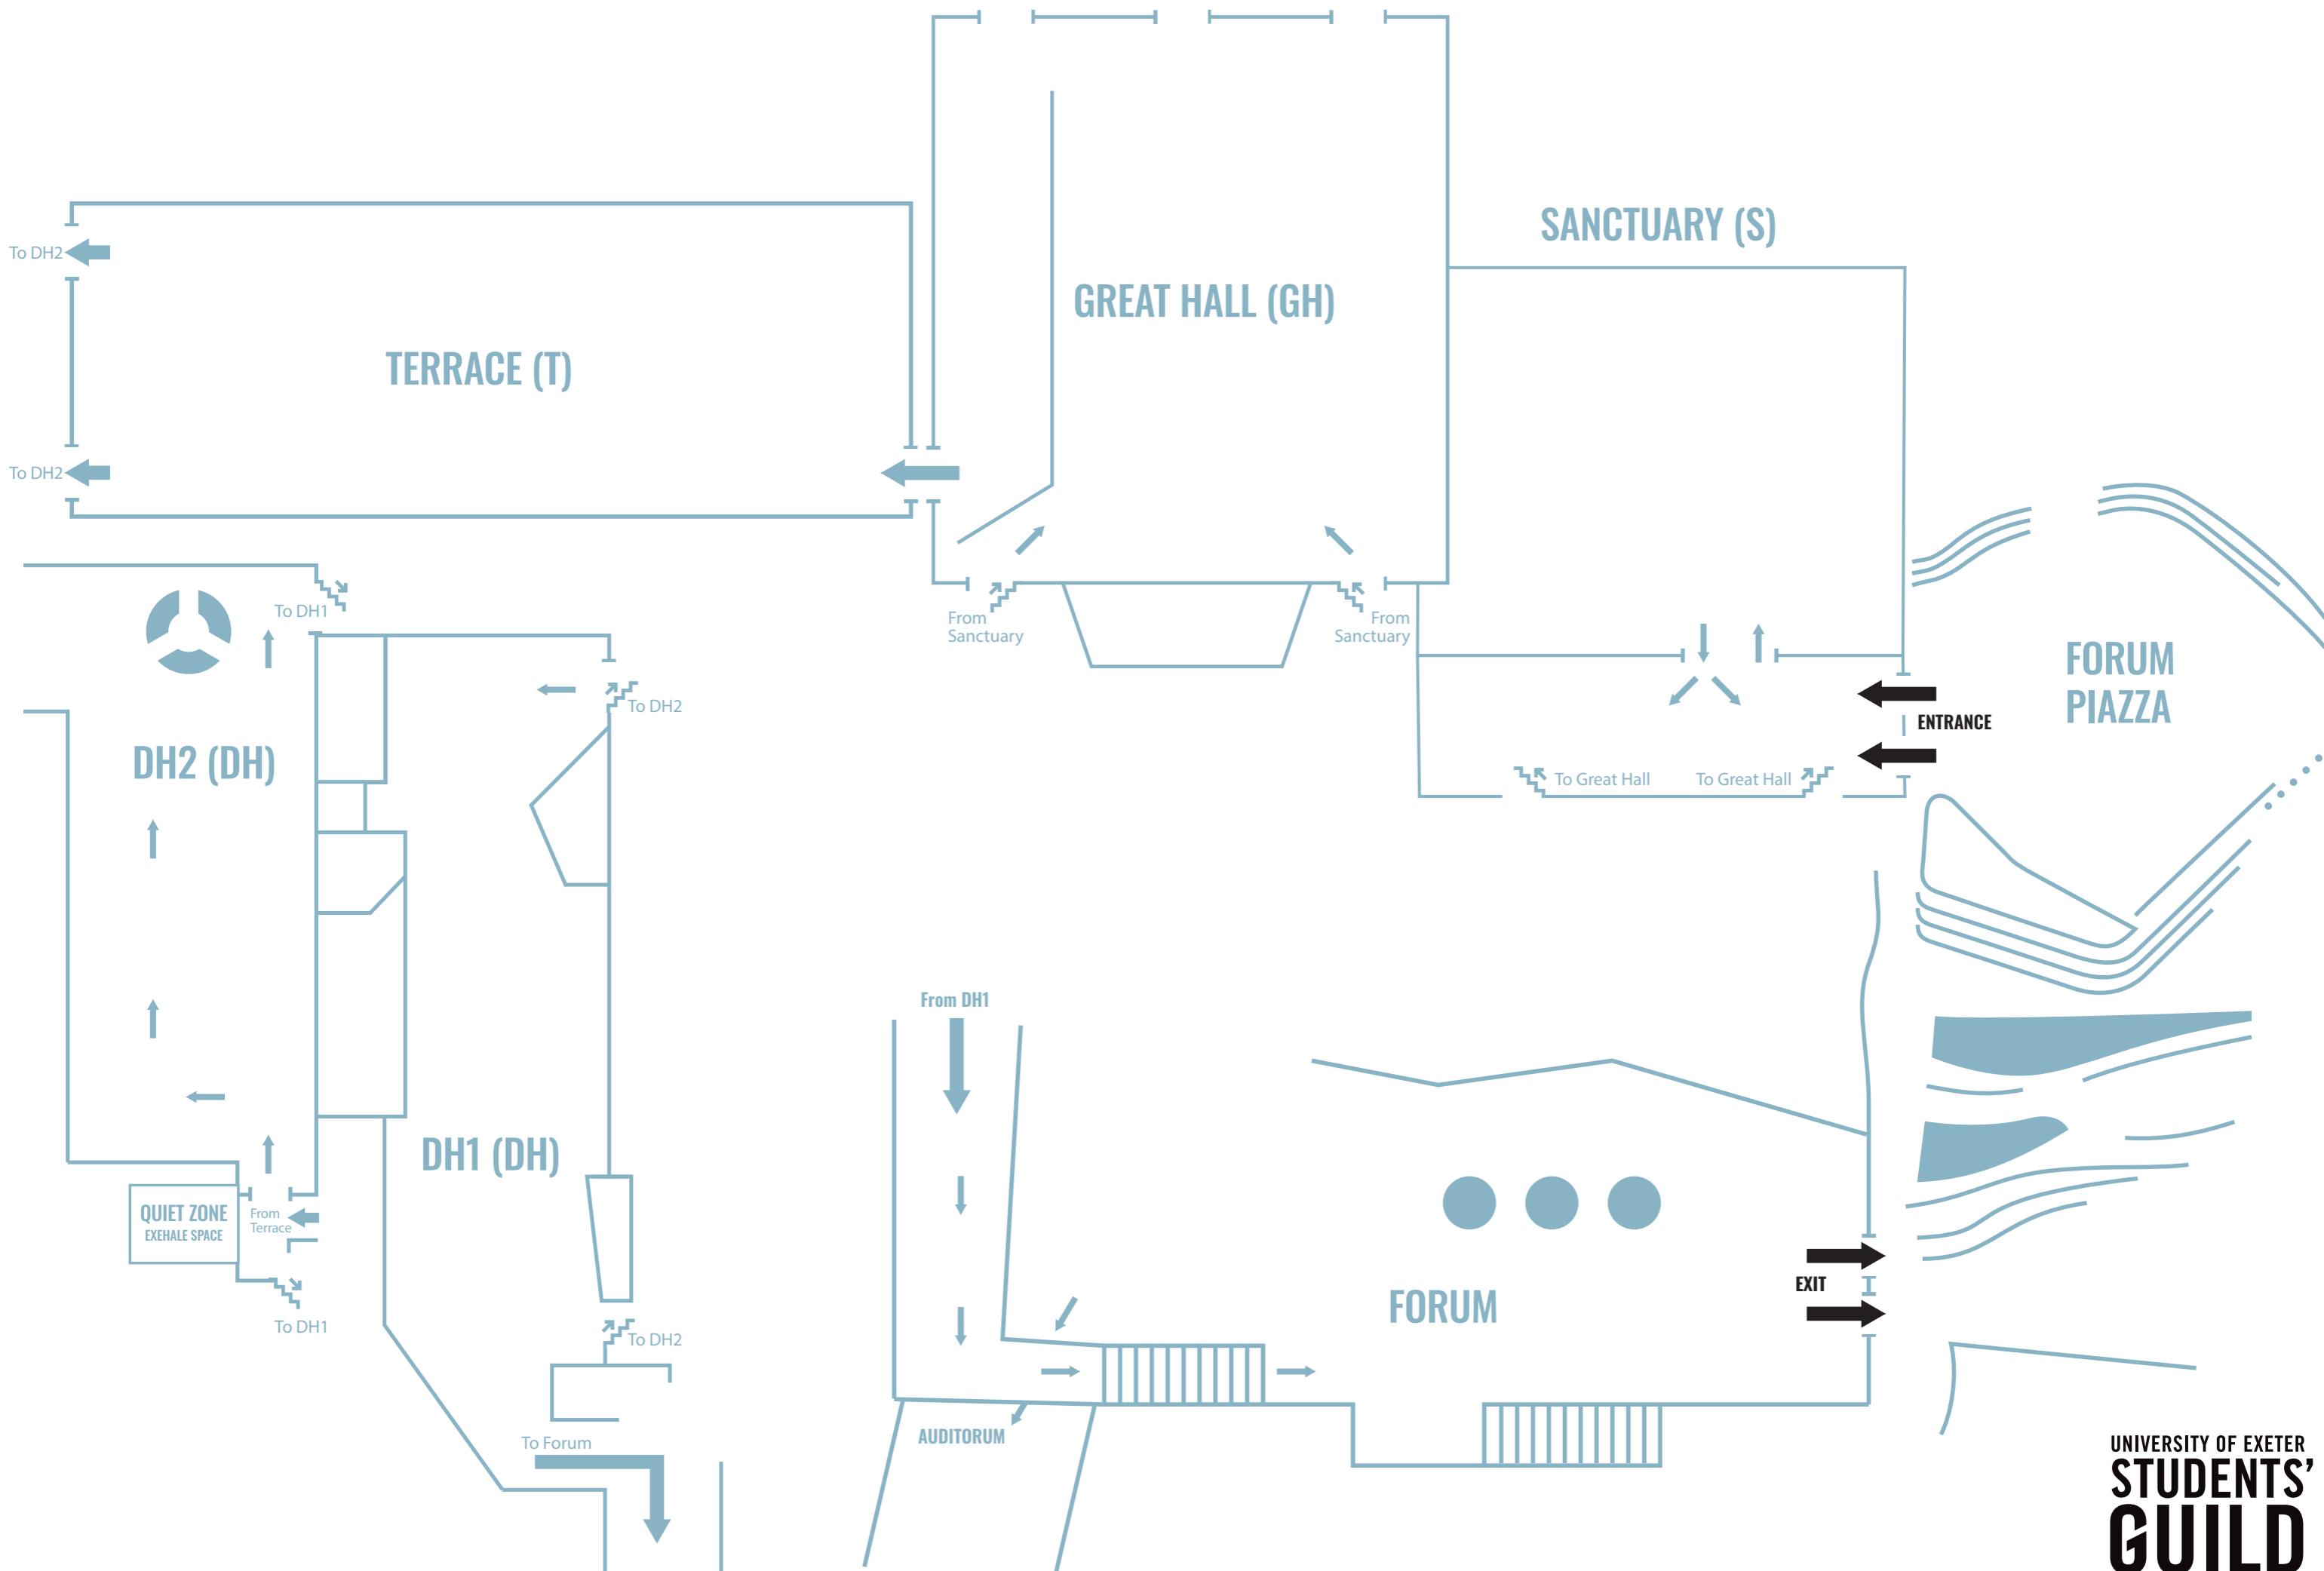 SANCTUARY (S)
To DH2
GREAT HALL (GH)
TERRACE (T)
To DH2
To DH1
From
Sanctuary
From
Sanctuary
FORUM
PIAZZA
To DH2
ENTRANCE
DH2 (DH)
To Great Hall
To Great Hall
From DH1
DH1 (DH)
QUIET ZONE
EXEHALE SPACE
From
Terrace
EXIT
FORUM
To DH1
To DH2
AUDITORUM
To Forum
UNIVERSITY OF EXETER
STUDENTS'
GUILD